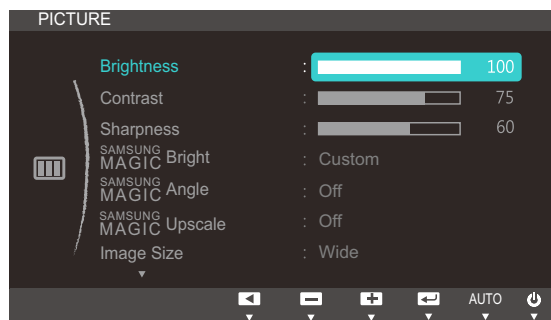 PICTURE
Brightness : 100
Contrast : 75
Sharpness : 60
SAMSUNG MAGIC Bright : Custom
SAMSUNG MAGIC Angle : Off
SAMSUNG MAGIC Upscale : Off
Image Size : Wide
AUTO